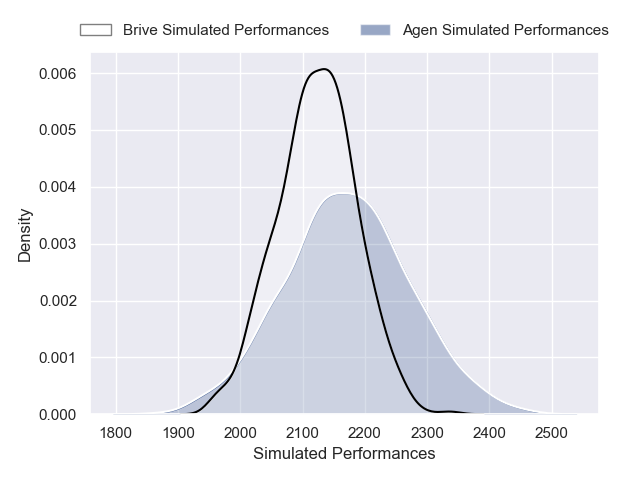 Brive Simulated Performances Agen Simulated Performances
0.006
0.005
0.004
0.003
0.002
0.001
0.000
Density
1800 1900 2000 2100 2200 2300 2400 2500
Simulated Performances